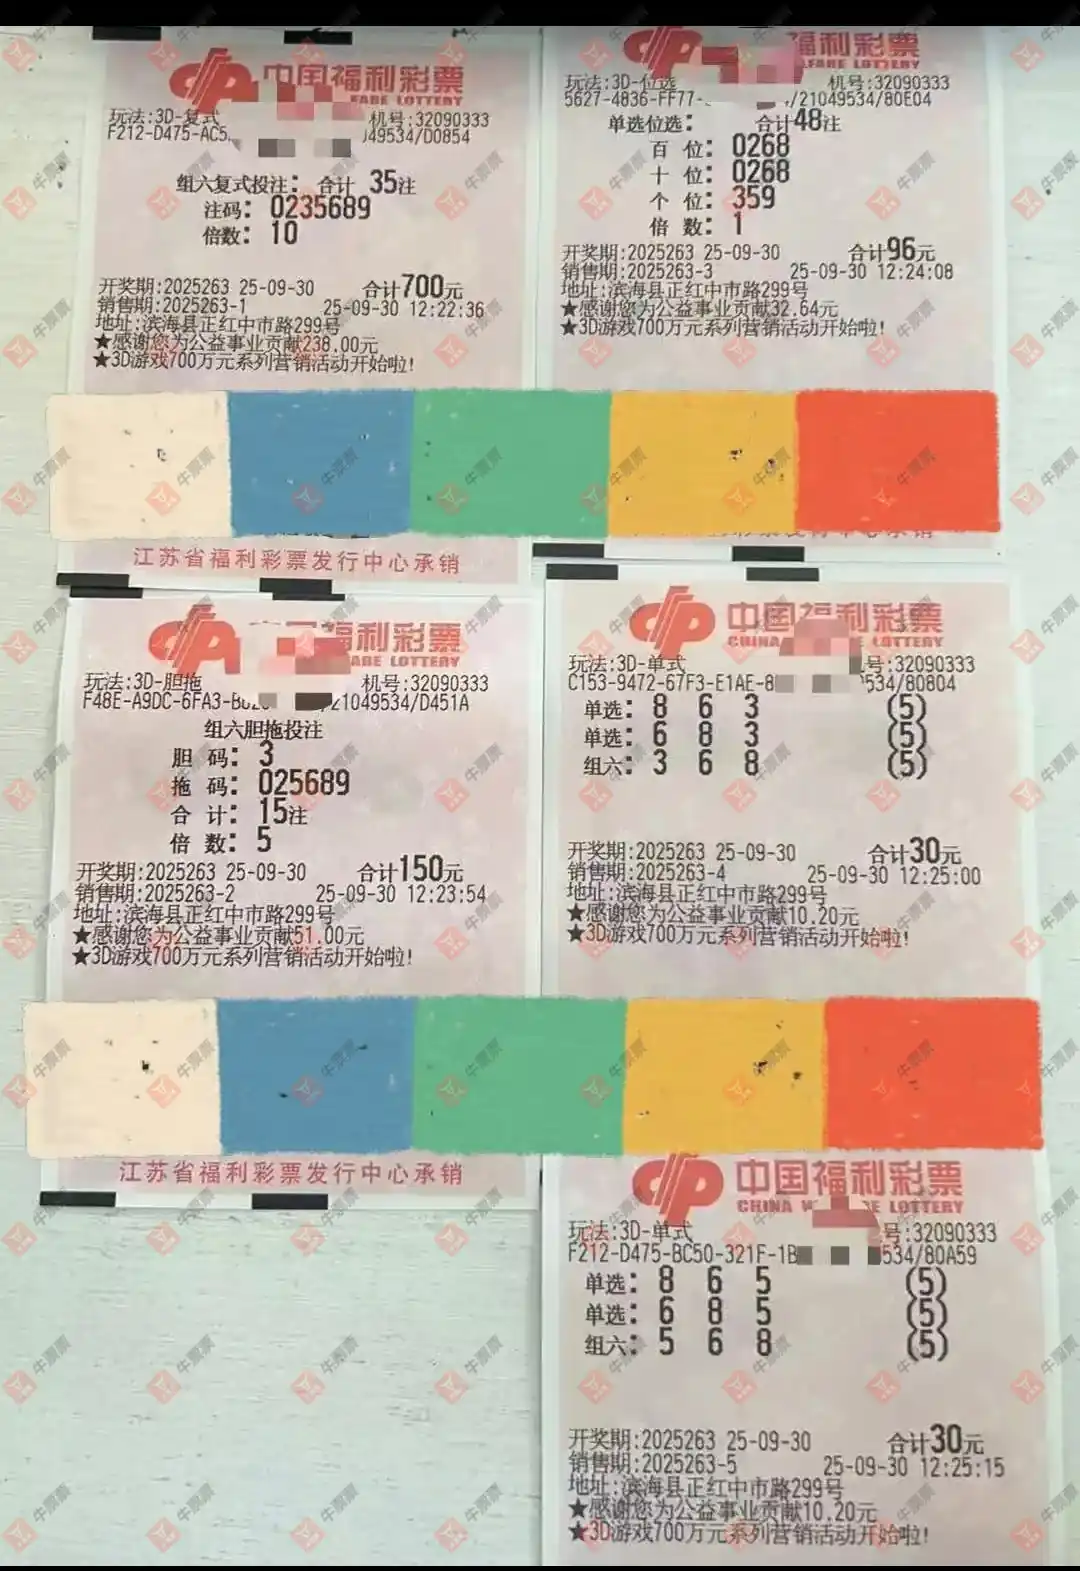 中国福利彩票
FARE LOTTERY
玩法:3D-复式
机号:32090333
F212-D475-AC5
49534/D0854
组六复式投注: 合计 35注
注码: 0235689
倍数: 10
开奖期:2025263 25-09-30 合计700元
销售期:2025263-1 25-09-30 12:22:36
地址:滨海县正红中市路299号
★感谢您为公益事业贡献238.00元
★3D游戏700万元系列营销活动开始啦!
江苏省福利彩票发行中心承销
福利彩票
LFARE LOTTERY
玩法:3D-位选
机号:32090333
5627-4836-FF77-
/21049534/80E04
单选位选: 合计48注
百 位: 0268
十 位: 0268
个 位: 359
倍 数: 1
开奖期:2025263 25-09-30 合计96元
销售期:2025263-3 25-09-30 12:24:08
地址:滨海县正红中市路299号
★感谢您为公益事业贡献32.64元
★3D游戏700万元系列营销活动开始啦!
福利彩票
FARE LOTTERY
玩法:3D-胆拖
机号:32090333
F48E-A9DC-6FA3-
21049534/D451A
组六胆拖投注
胆 码: 3
拖 码: 025689
合 计: 15注
倍 数: 5
开奖期:2025263 25-09-30 合计150元
销售期:2025263-2 25-09-30 12:23:54
地址:滨海县正红中市路299号
★感谢您为公益事业贡献51.00元
★3D游戏700万元系列营销活动开始啦!
江苏省福利彩票发行中心承销
中国福利彩票
CHINA LOTTERY
玩法:3D-单式
号:32090333
C153-9472-67F3-E1AE-8
534/80804
单选: 8 6 3 (5)
单选: 6 8 3 (5)
组六: 3 6 8 (5)
开奖期:2025263 25-09-30 合计30元
销售期:2025263-4 25-09-30 12:25:00
地址:滨海县正红中市路299号
★感谢您为公益事业贡献10.20元
★3D游戏700万元系列营销活动开始啦!
中国福利彩票
CHINA LOTTERY
玩法:3D-单式
号:32090333
F212-D475-BC50-321F-1B
534/80A59
单选: 8 6 5 (5)
单选: 6 8 5 (5)
组六: 5 6 8 (5)
开奖期:2025263 25-09-30 合计30元
销售期:2025263-5 25-09-30 12:25:15
地址:滨海县正红中市路299号
★感谢您为公益事业贡献10.20元
★3D游戏700万元系列营销活动开始啦!
牛票票